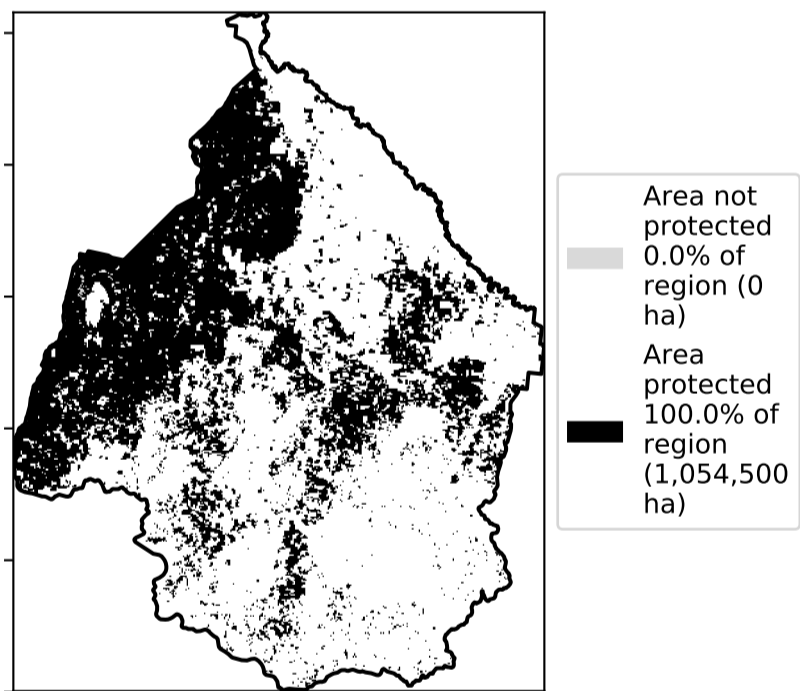 Area not
protected
0.0% of
region (0
ha)
Area
protected
100.0% of
region
(1,054,500
ha)